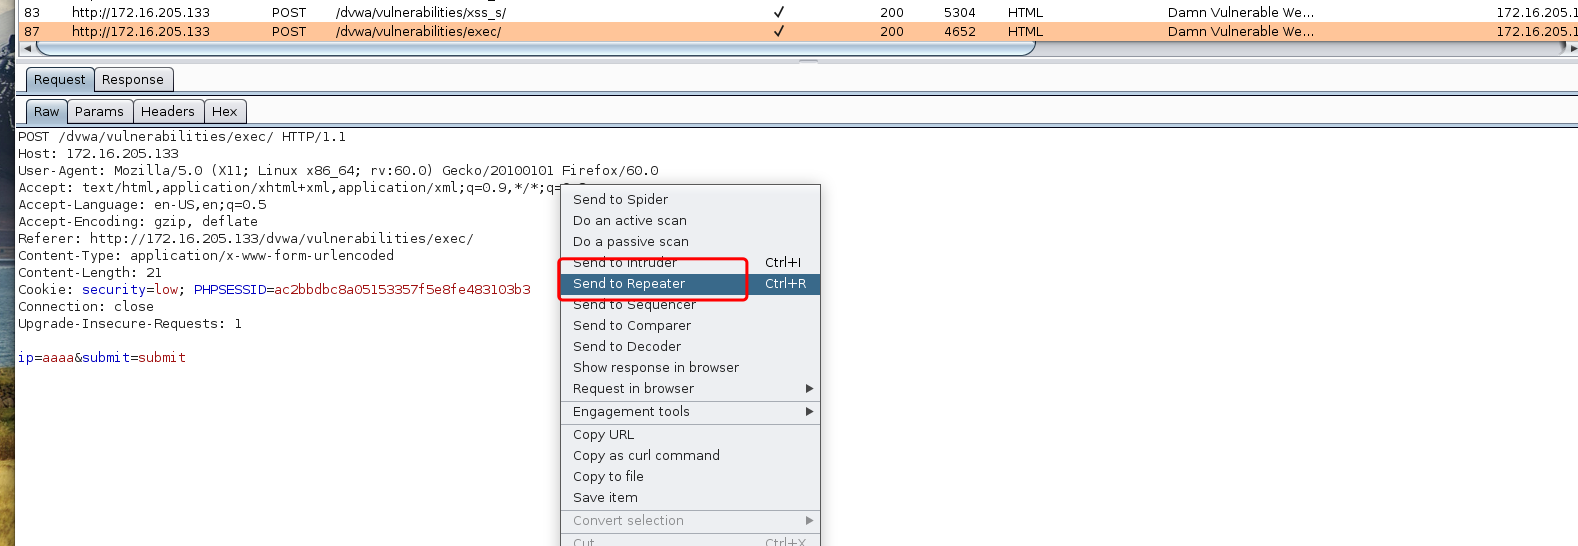 83 http://172.16.205.133 POST /dvwa/vulnerabilities/xss_s/ ✓ 200 5304 HTML Damn Vulnerable We... 172.16.205.1
87 http://172.16.205.133 POST /dvwa/vulnerabilities/exec/ ✓ 200 4652 HTML Damn Vulnerable We... 172.16.205.1
Request Response
Raw Params Headers Hex
POST /dvwa/vulnerabilities/exec/ HTTP/1.1
Host: 172.16.205.133
User-Agent: Mozilla/5.0 (X11; Linux x86_64; rv:60.0) Gecko/20100101 Firefox/60.0
Accept: text/html,application/xhtml+xml,application/xml;q=0.9,*/*;q=
Accept-Language: en-US,en;q=0.5
Accept-Encoding: gzip, deflate
Referer: http://172.16.205.133/dvwa/vulnerabilities/exec/
Content-Type: application/x-www-form-urlencoded
Content-Length: 21
Cookie: security=low; PHPSESSID=ac2bbdbc8a05153357f5e8fe483103b3
Connection: close
Upgrade-Insecure-Requests: 1
ip=aaaa&submit=submit
Send to Spider
Do an active scan
Do a passive scan
Send to Intruder Ctrl+I
Send to Repeater Ctrl+R
Send to Sequencer
Send to Comparer
Send to Decoder
Show response in browser
Request in browser
Engagement tools
Copy URL
Copy as curl command
Copy to file
Save item
Convert selection
Cut Ctrl+X